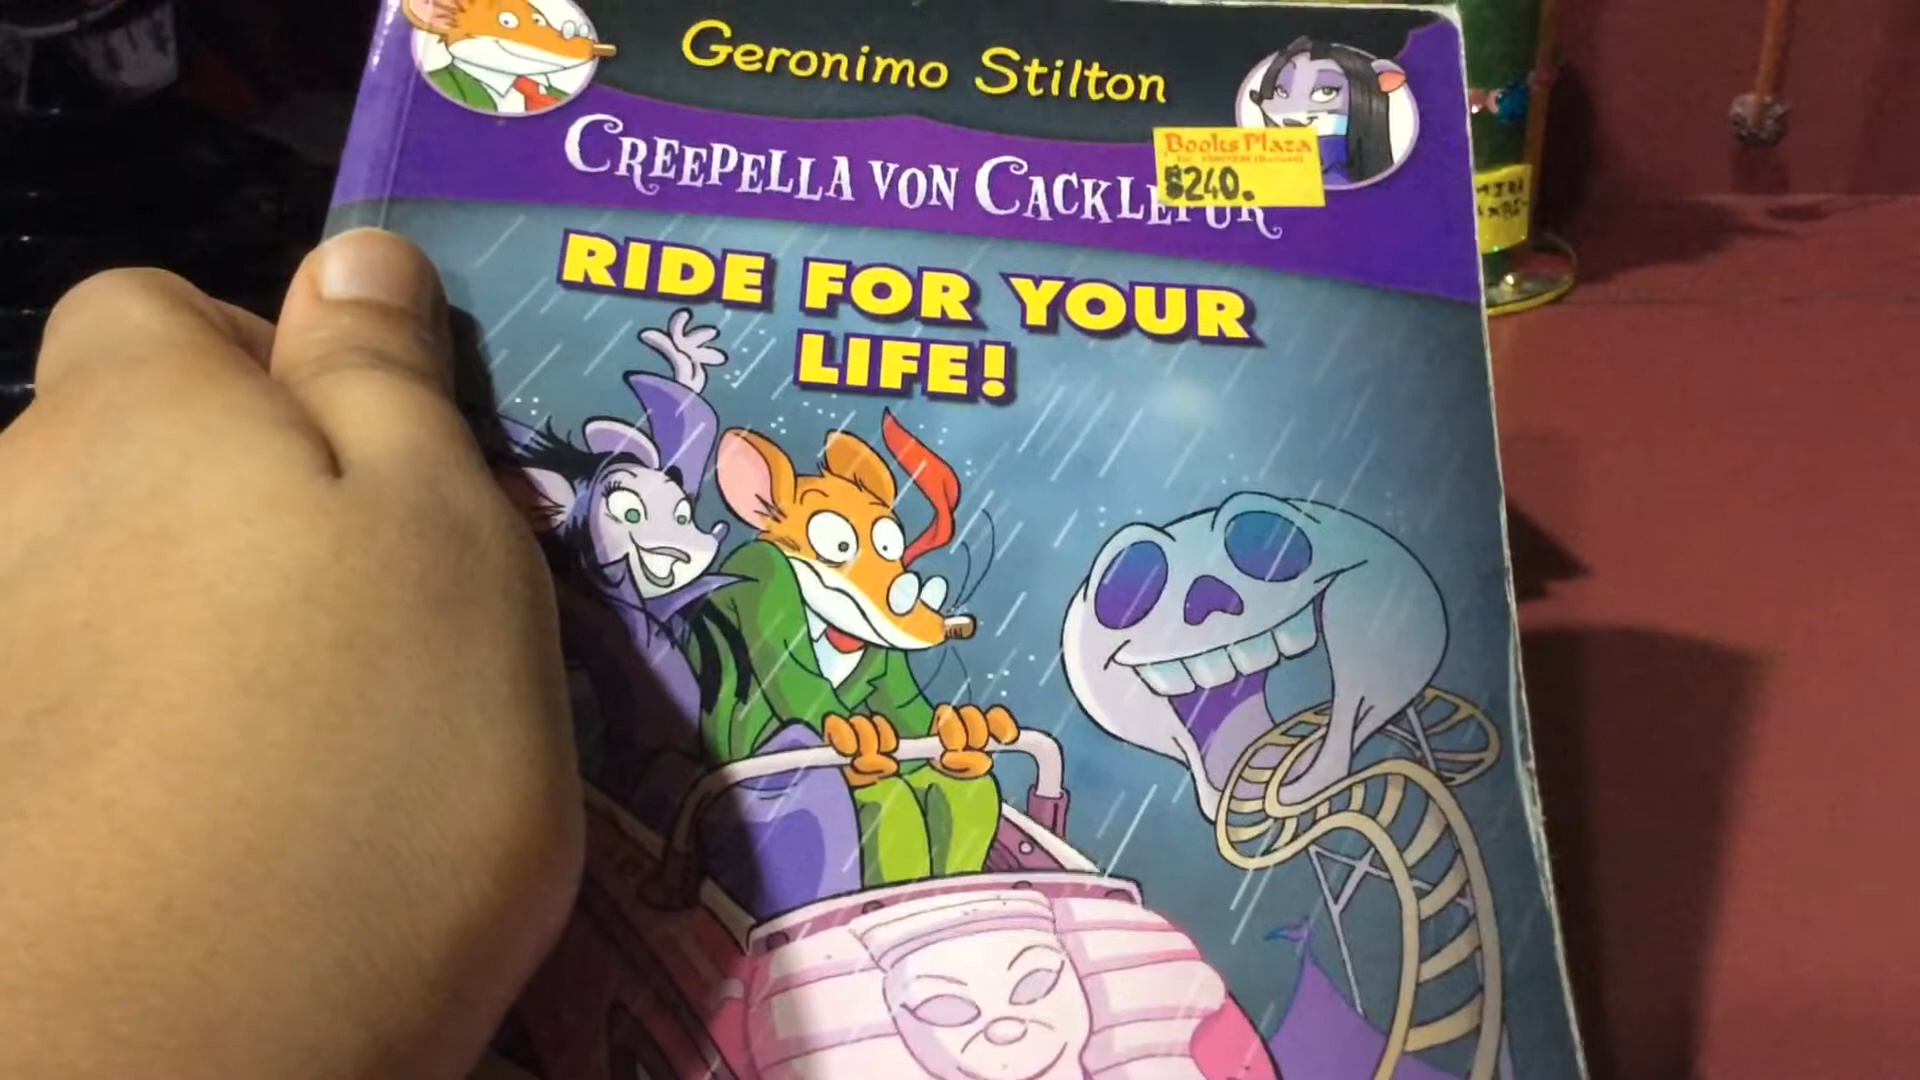 Geronimo Stilton
CREEPELLA VON CACKLEFUR
Books Plaza
$240.
RIDE FOR YOUR
LIFE!